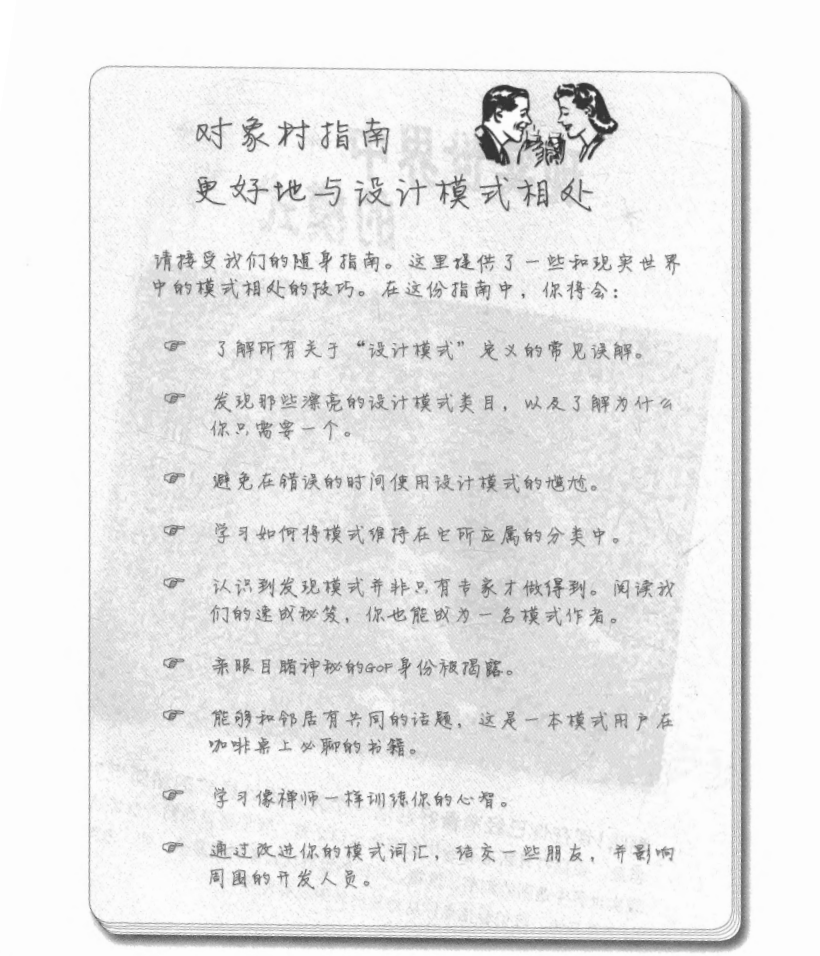 对象村指南
更好地与设计模式相处
请接受我们的随身指南。这里提供了一些和现实世界
中的模式相处的技巧。在这份指南中，你将会：
☞ 了解所有关于“设计模式”定义的常见误解。
☞ 发现那些漂亮的设计模式类目，以及了解为什么
你只需要一个。
☞ 避免在错误的时间使用设计模式的尴尬。
☞ 学习如何将模式维持在它所应属的分类中。
☞ 认识到发现模式并非只有专家才做得到。阅读我
们的速成秘笈，你也能成为一名模式作者。
☞ 亲眼目睹神秘的GoF身份被揭露。
☞ 能够和邻居有共同的话题，这是一本模式用户在
咖啡桌上必聊的书籍。
☞ 学习像禅师一样训练你的心智。
☞ 通过改进你的模式词汇，结交一些朋友，并影响
周围的开发人员。